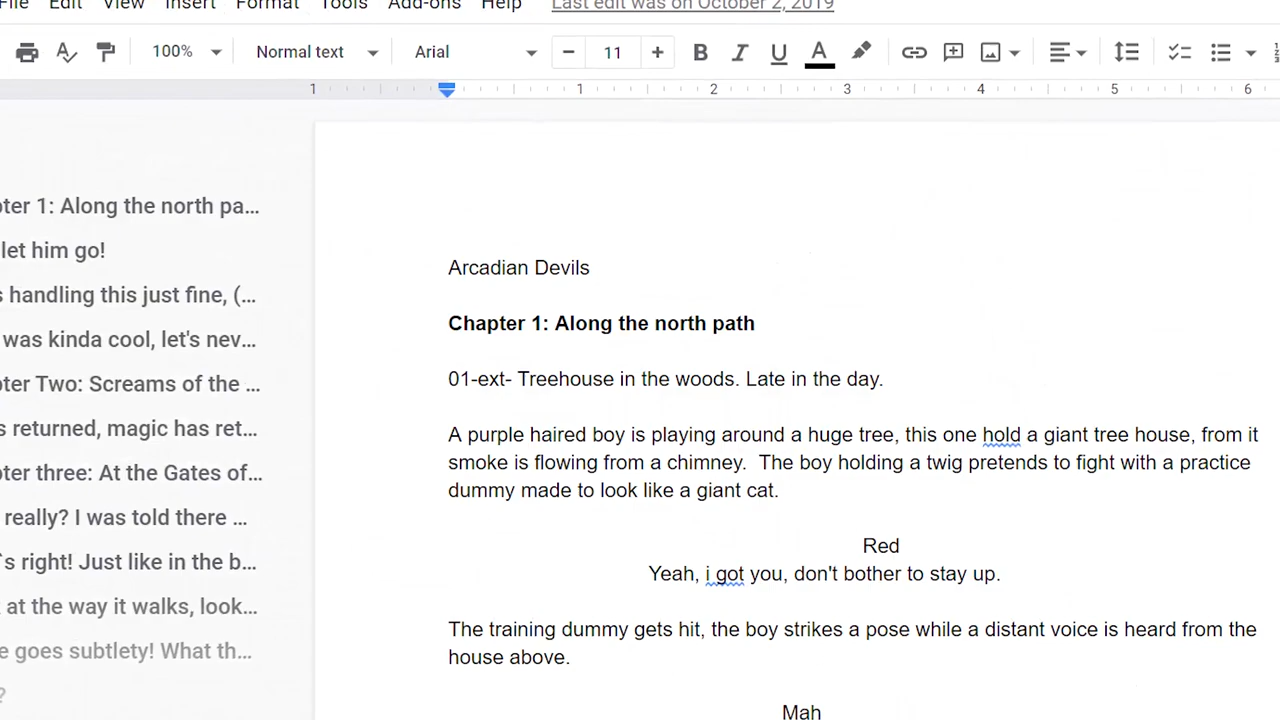 File Edit View Insert Format Tools Add-ons Help Last edit was on October 2, 2019
100% Normal text Arial 11 B I U A
1 1 2 3 4 5 6
pter 1: Along the north pa...
let him go!
s handling this just fine, (...
was kinda cool, let's nev...
pter Two: Screams of the ...
s returned, magic has ret...
pter three: At the Gates of...
really? I was told there ...
`s right! Just like in the b...
at the way it walks, look...
e goes subtlety! What th...
?
Arcadian Devils
Chapter 1: Along the north path
01-ext- Treehouse in the woods. Late in the day.
A purple haired boy is playing around a huge tree, this one hold a giant tree house, from it
smoke is flowing from a chimney.  The boy holding a twig pretends to fight with a practice
dummy made to look like a giant cat.
Red
Yeah, i got you, don't bother to stay up.
The training dummy gets hit, the boy strikes a pose while a distant voice is heard from the
house above.
Mah